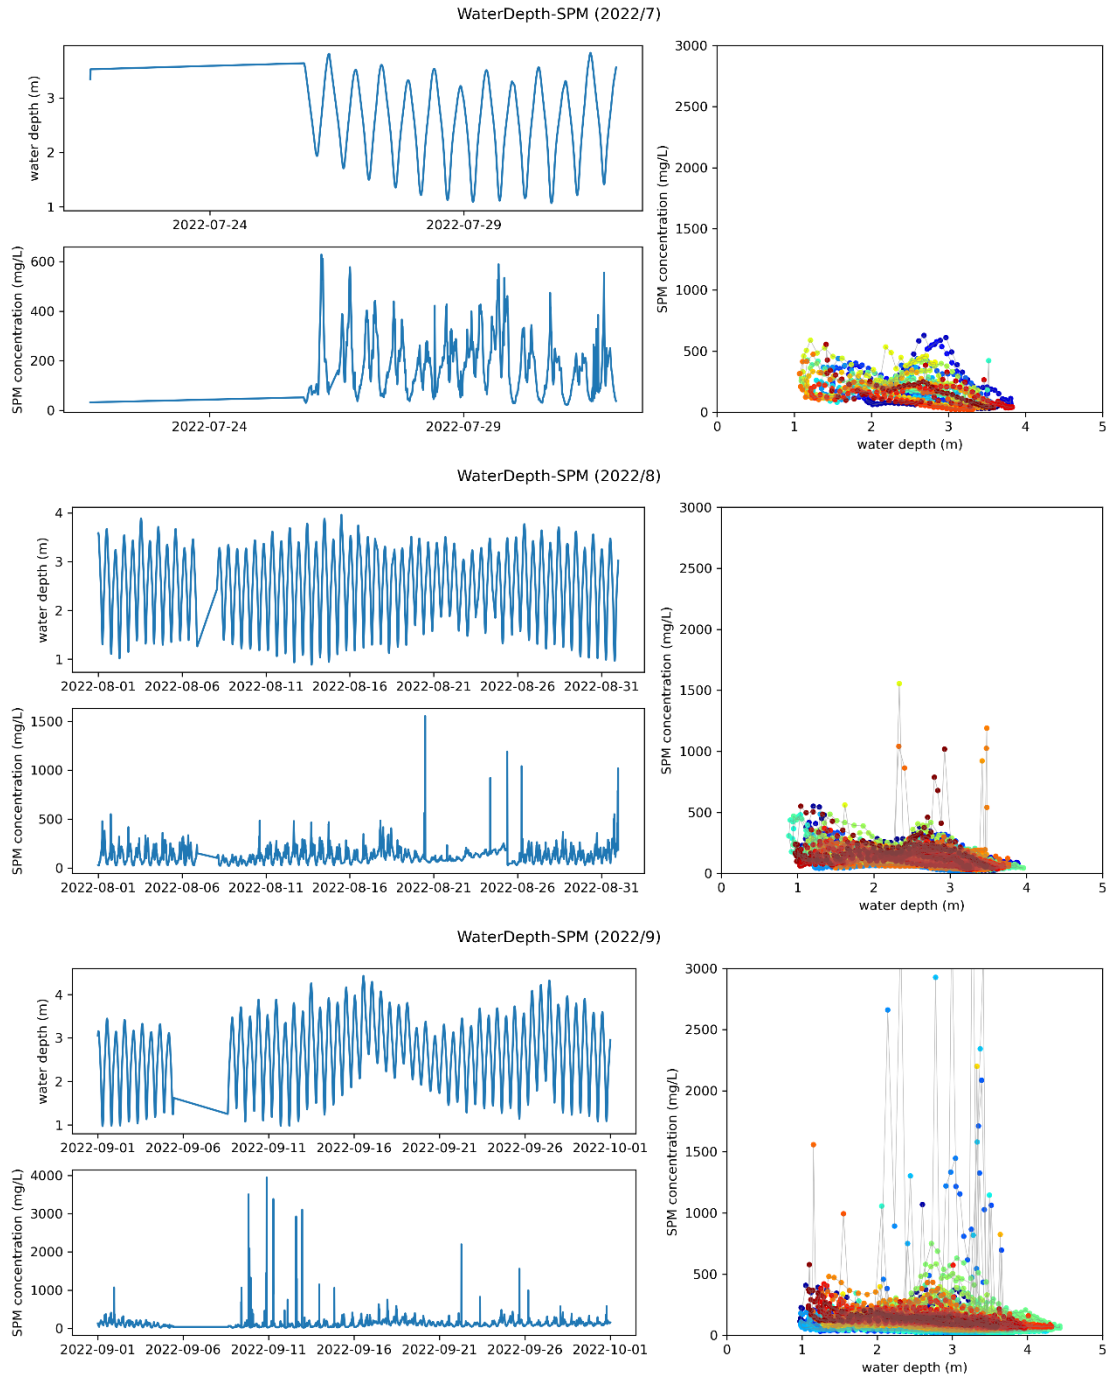 WaterDepth-SPM (2022/7)
water depth (m)
3
2
1
2022-07-24 2022-07-29
SPM concentration (mg/L)
600
400
200
0
2022-07-24 2022-07-29
SPM concentration (mg/L)
3000
2500
2000
1500
1000
500
0
0 1 2 3 4 5
water depth (m)
WaterDepth-SPM (2022/8)
water depth (m)
4
3
2
1
2022-08-01 2022-08-06 2022-08-11 2022-08-16 2022-08-21 2022-08-26 2022-08-31
SPM concentration (mg/L)
1500
1000
500
0
2022-08-01 2022-08-06 2022-08-11 2022-08-16 2022-08-21 2022-08-26 2022-08-31
SPM concentration (mg/L)
3000
2500
2000
1500
1000
500
0
0 1 2 3 4 5
water depth (m)
WaterDepth-SPM (2022/9)
water depth (m)
4
3
2
1
2022-09-01 2022-09-06 2022-09-11 2022-09-16 2022-09-21 2022-09-26 2022-10-01
SPM concentration (mg/L)
4000
3000
2000
1000
0
2022-09-01 2022-09-06 2022-09-11 2022-09-16 2022-09-21 2022-09-26 2022-10-01
SPM concentration (mg/L)
3000
2500
2000
1500
1000
500
0
0 1 2 3 4 5
water depth (m)